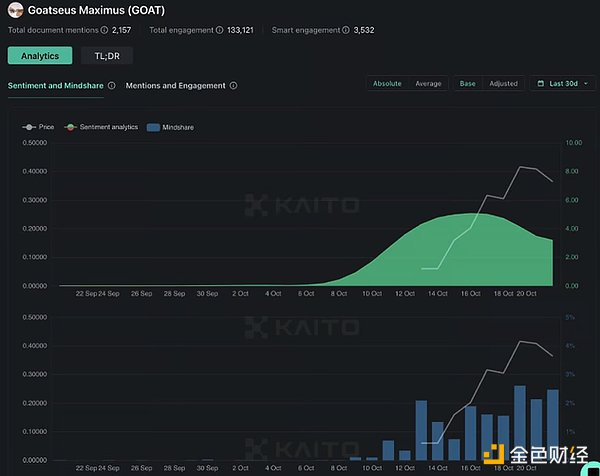 Goatseus Maximus (GOAT)
Total document mentions 2,157 Total engagement 133,121 Smart engagement 3,532
Analytics TL;DR
Sentiment and Mindshare Mentions and Engagement Absolute Average Base Adjusted Last 30d
Price Sentiment analytics Mindshare
0.50000 10.00
0.40000 8.00
0.30000 6.00
KAITO
0.20000 4.00
0.10000 2.00
0.00000 0.00
22 Sep 24 Sep 26 Sep 28 Sep 30 Sep 2 Oct 4 Oct 6 Oct 8 Oct 10 Oct 12 Oct 14 Oct 16 Oct 18 Oct 20 Oct
0.50000 5%
KAITO
0.40000 4%
0.30000 3%
0.20000 2%
0.10000 1%
0.00000
22 Sep 24 Sep 26 Sep 28 Sep 30 Sep 2 Oct 4 Oct 6 Oct 8 Oct 10 Oct 12 Oct 14 Oct 16 Oct 18 Oct 20 Oct
金色财经